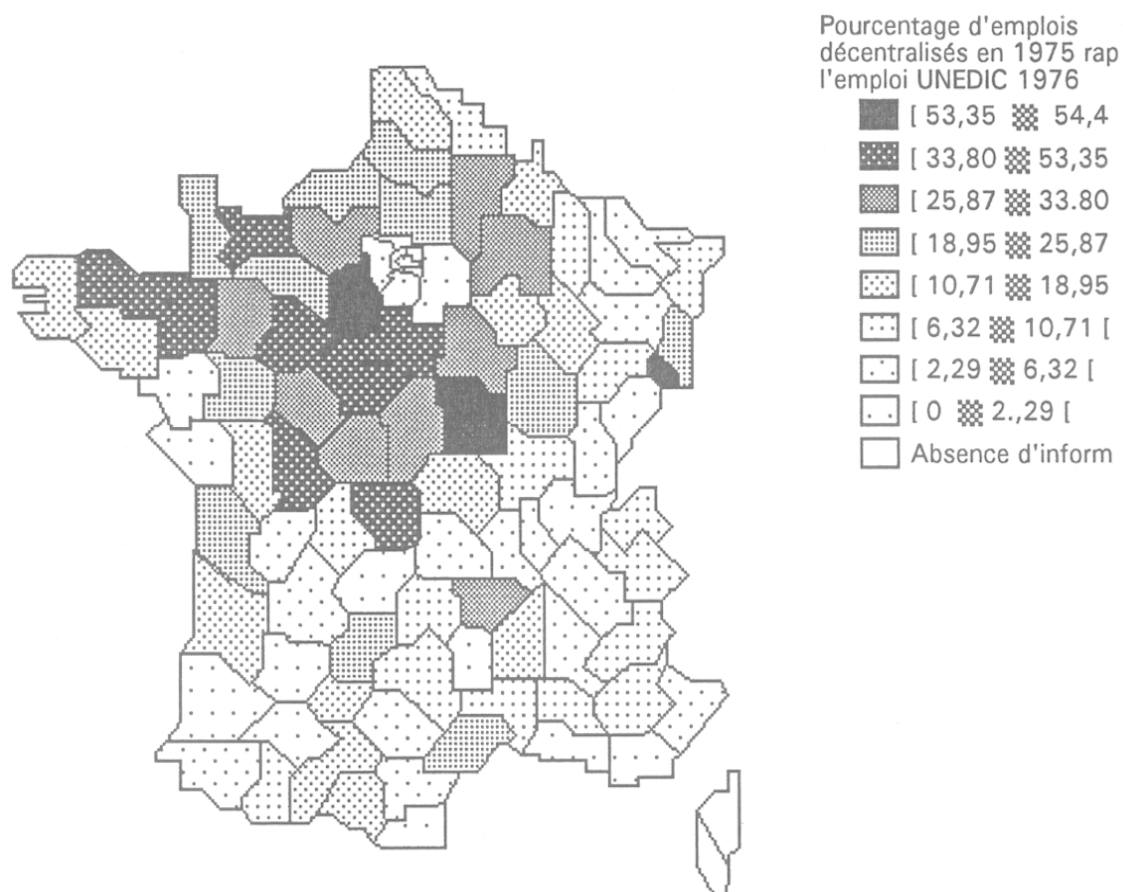 Pourcentage d'emplois
décentralisés en 1975 rap
l'emploi UNEDIC 1976
[ 53,35 54,4
[ 33,80 53,35
[ 25,87 33.80
[ 18,95 25,87
[ 10,71 18,95
[ 6,32 10,71 [
[ 2,29 6,32 [
[ 0 2.,29 [
Absence d'inform